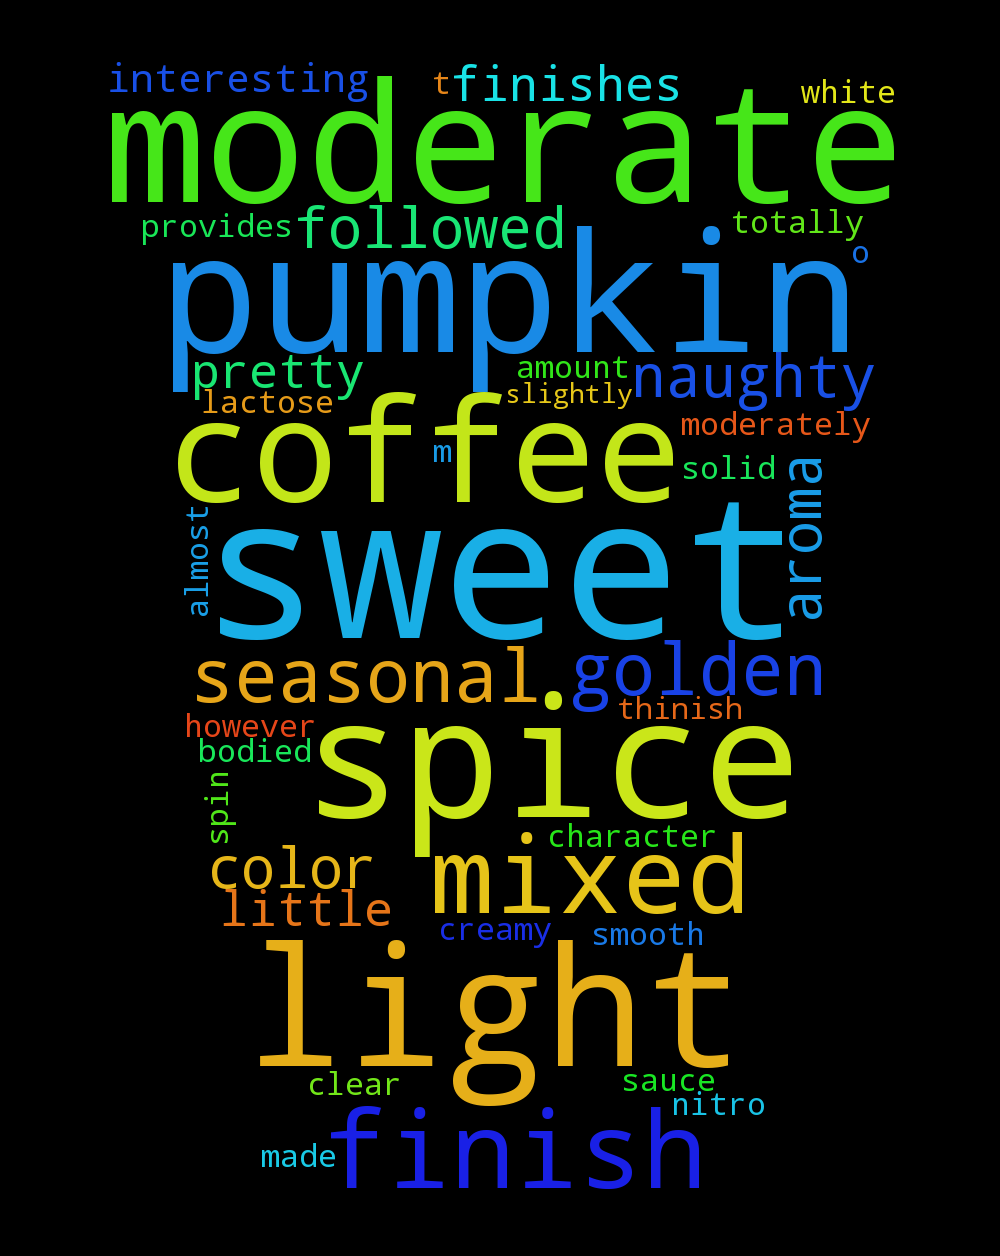 interesting
t
finishes
white
moderate
provides
followed
totally
pumpkin
o
pretty
amount
naughty
lactose
slightly
coffee
m
moderately
solid
aroma
almost
sweet
seasonal
golden
thinish
however
bodied
spice
spin
character
color
mixed
little
creamy
smooth
light
clear
sauce
nitro
made
finish